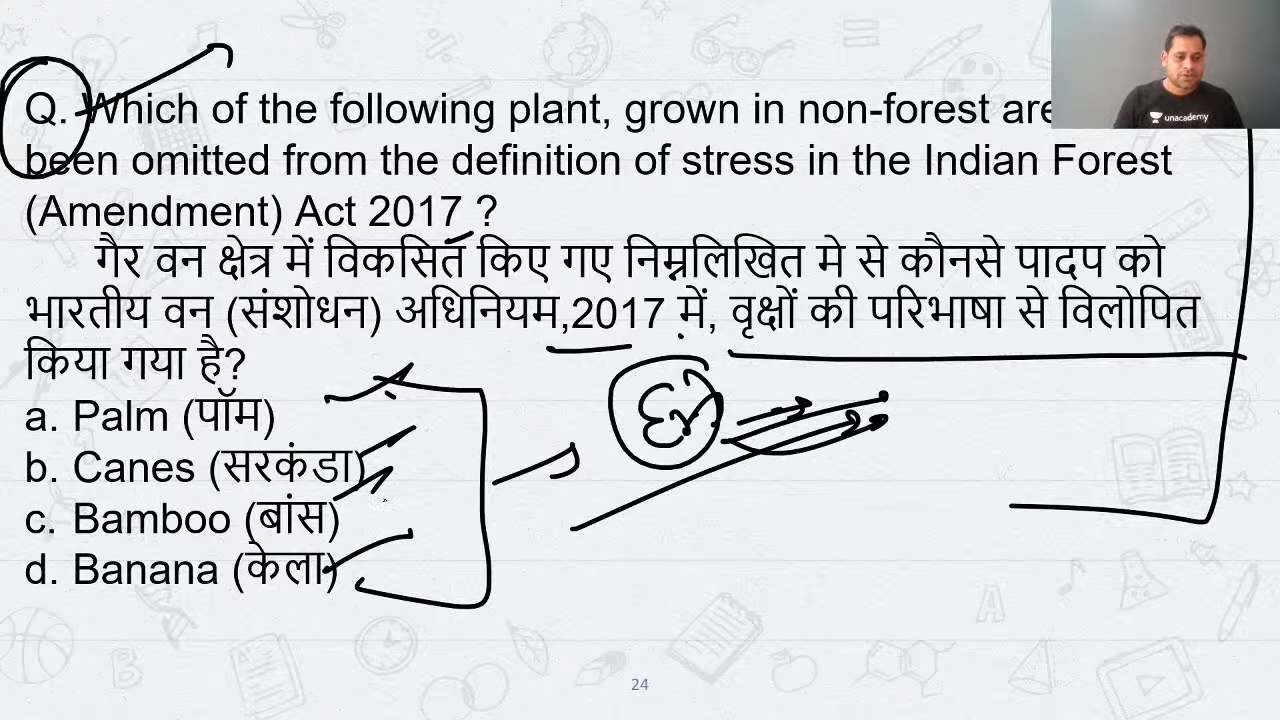 Q. Which of the following plant, grown in non-forest are
been omitted from the definition of stress in the Indian Forest
(Amendment) Act 2017 ?
गैर वन क्षेत्र में विकसित किए गए निम्नलिखित मे से कौनसे पादप को
भारतीय वन (संशोधन) अधिनियम,2017 में, वृक्षों की परिभाषा से विलोपित
किया गया है?
a. Palm (पॉम)
b. Canes (सरकंडा)
c. Bamboo (बांस)
d. Banana (केला)
unacademy
24